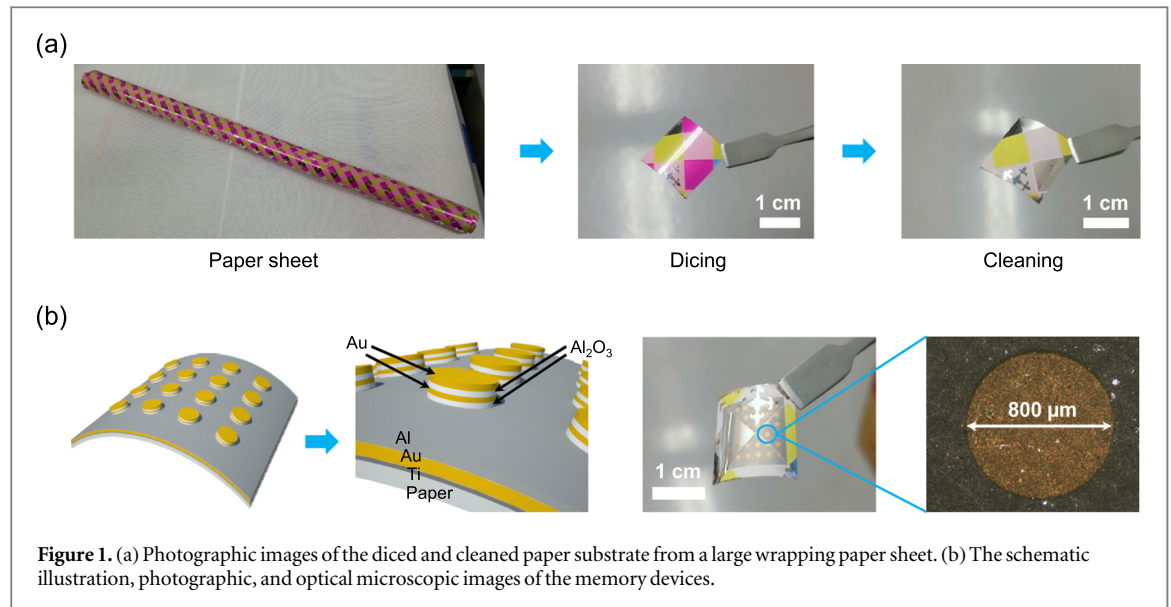 (a)
1 cm
1 cm
Paper sheet
Dicing
Cleaning
(b)
Au
Al₂O₃
Al
Au
Ti
Paper
1 cm
800 µm
Figure 1. (a) Photographic images of the diced and cleaned paper substrate from a large wrapping paper sheet. (b) The schematic
illustration, photographic, and optical microscopic images of the memory devices.